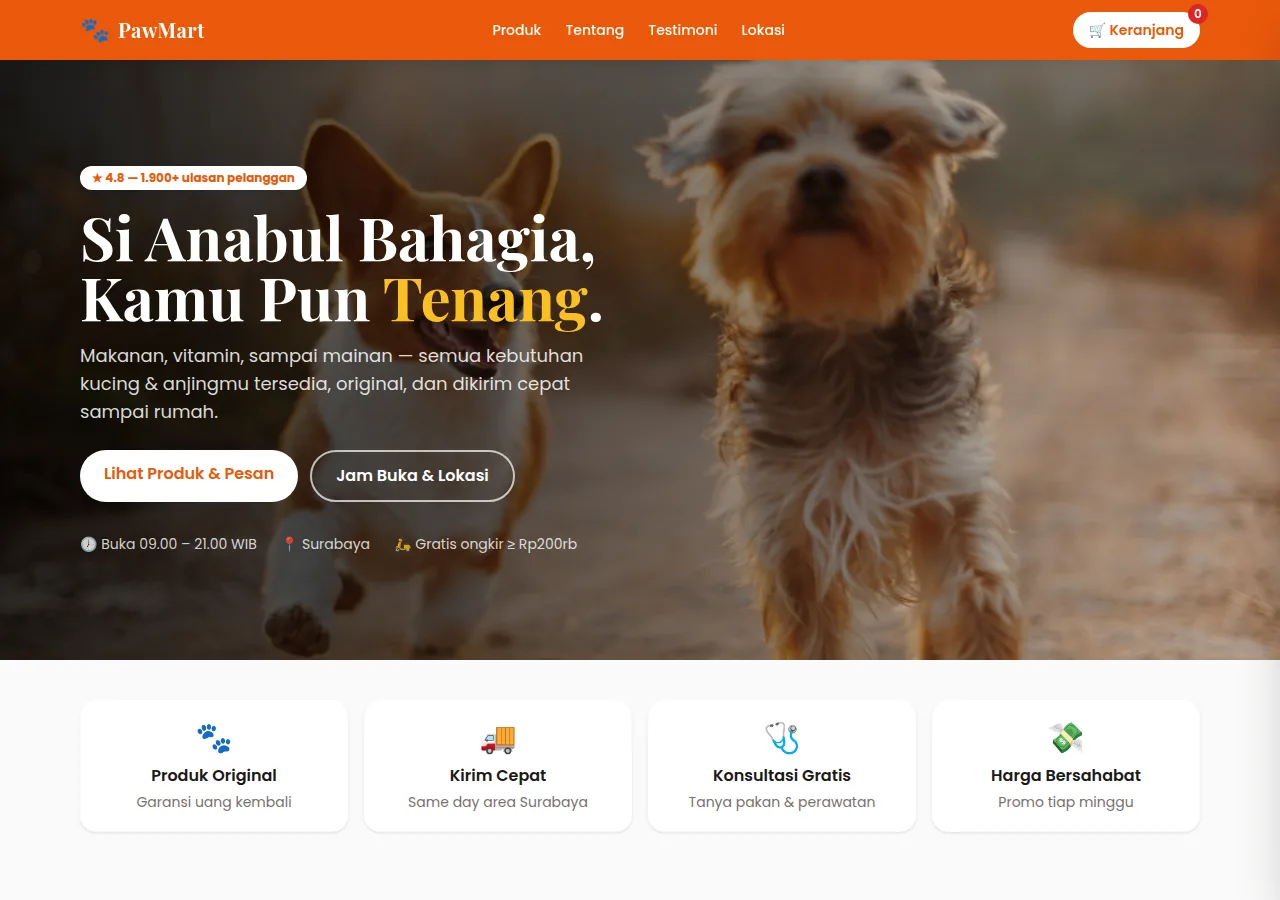 PawMart
Produk
Tentang
Testimoni
Lokasi
Keranjang
0
★ 4.8 — 1.900+ ulasan pelanggan
Si Anabul Bahagia,
Kamu Pun Tenang.
Makanan, vitamin, sampai mainan — semua kebutuhan
kucing & anjingmu tersedia, original, dan dikirim cepat
sampai rumah.
Lihat Produk & Pesan
Jam Buka & Lokasi
Buka 09.00 – 21.00 WIB
Surabaya
Gratis ongkir ≥ Rp200rb
Produk Original
Garansi uang kembali
Kirim Cepat
Same day area Surabaya
Konsultasi Gratis
Tanya pakan & perawatan
Harga Bersahabat
Promo tiap minggu